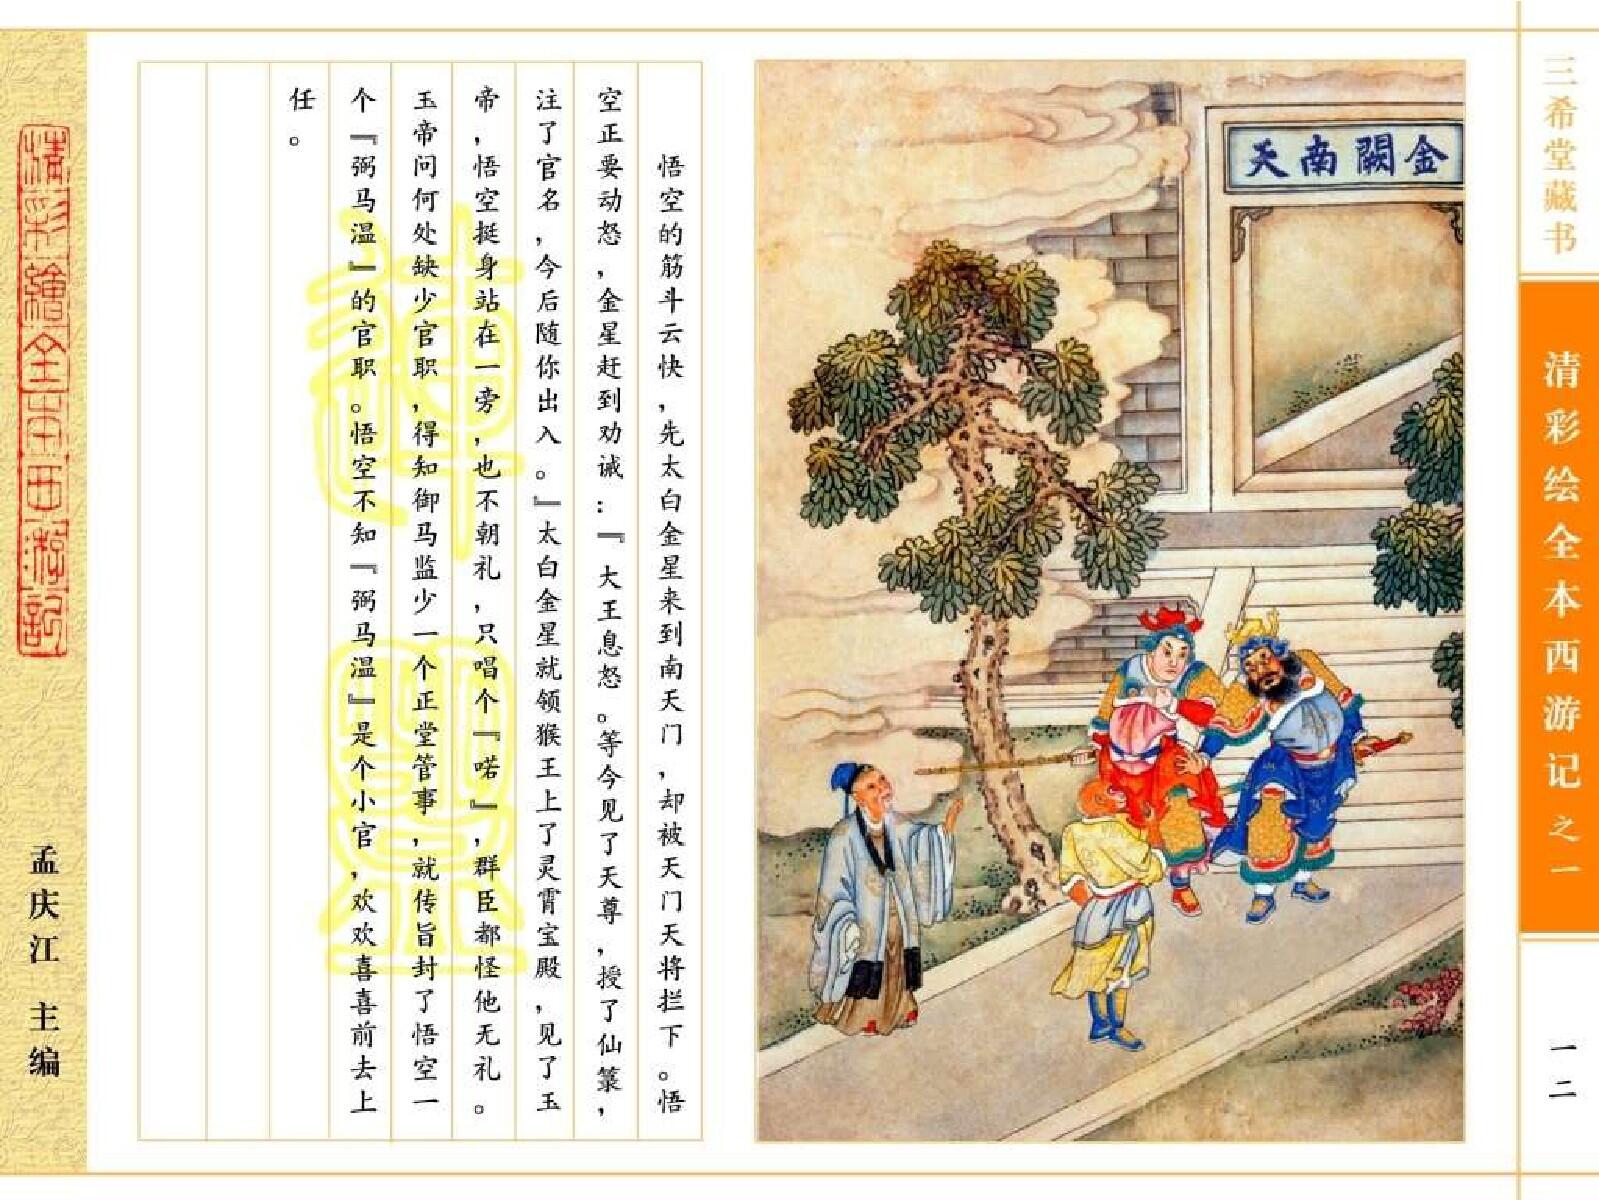 三希堂藏书
清彩绘全本西游记之一
一二
金阙南天
悟空的筋斗云快，先太白金星来到南天门，却被天门天将拦下。悟
空正要动怒，金星赶到劝诫：『大王息怒。等今见了天尊，授了仙箓，
注了官名，今后随你出入。』太白金星就领猴王上了灵霄宝殿，见了玉
帝，悟空挺身站在一旁，也不朝礼，只唱个『喏』，群臣都怪他无礼。
玉帝问何处缺少官职，得知御马监少一个正堂管事，就传旨封了悟空一
个『弼马温』的官职。悟空不知『弼马温』是个小官，欢欢喜喜前去上
任。
清彩繪全本西游記
孟庆江 主编